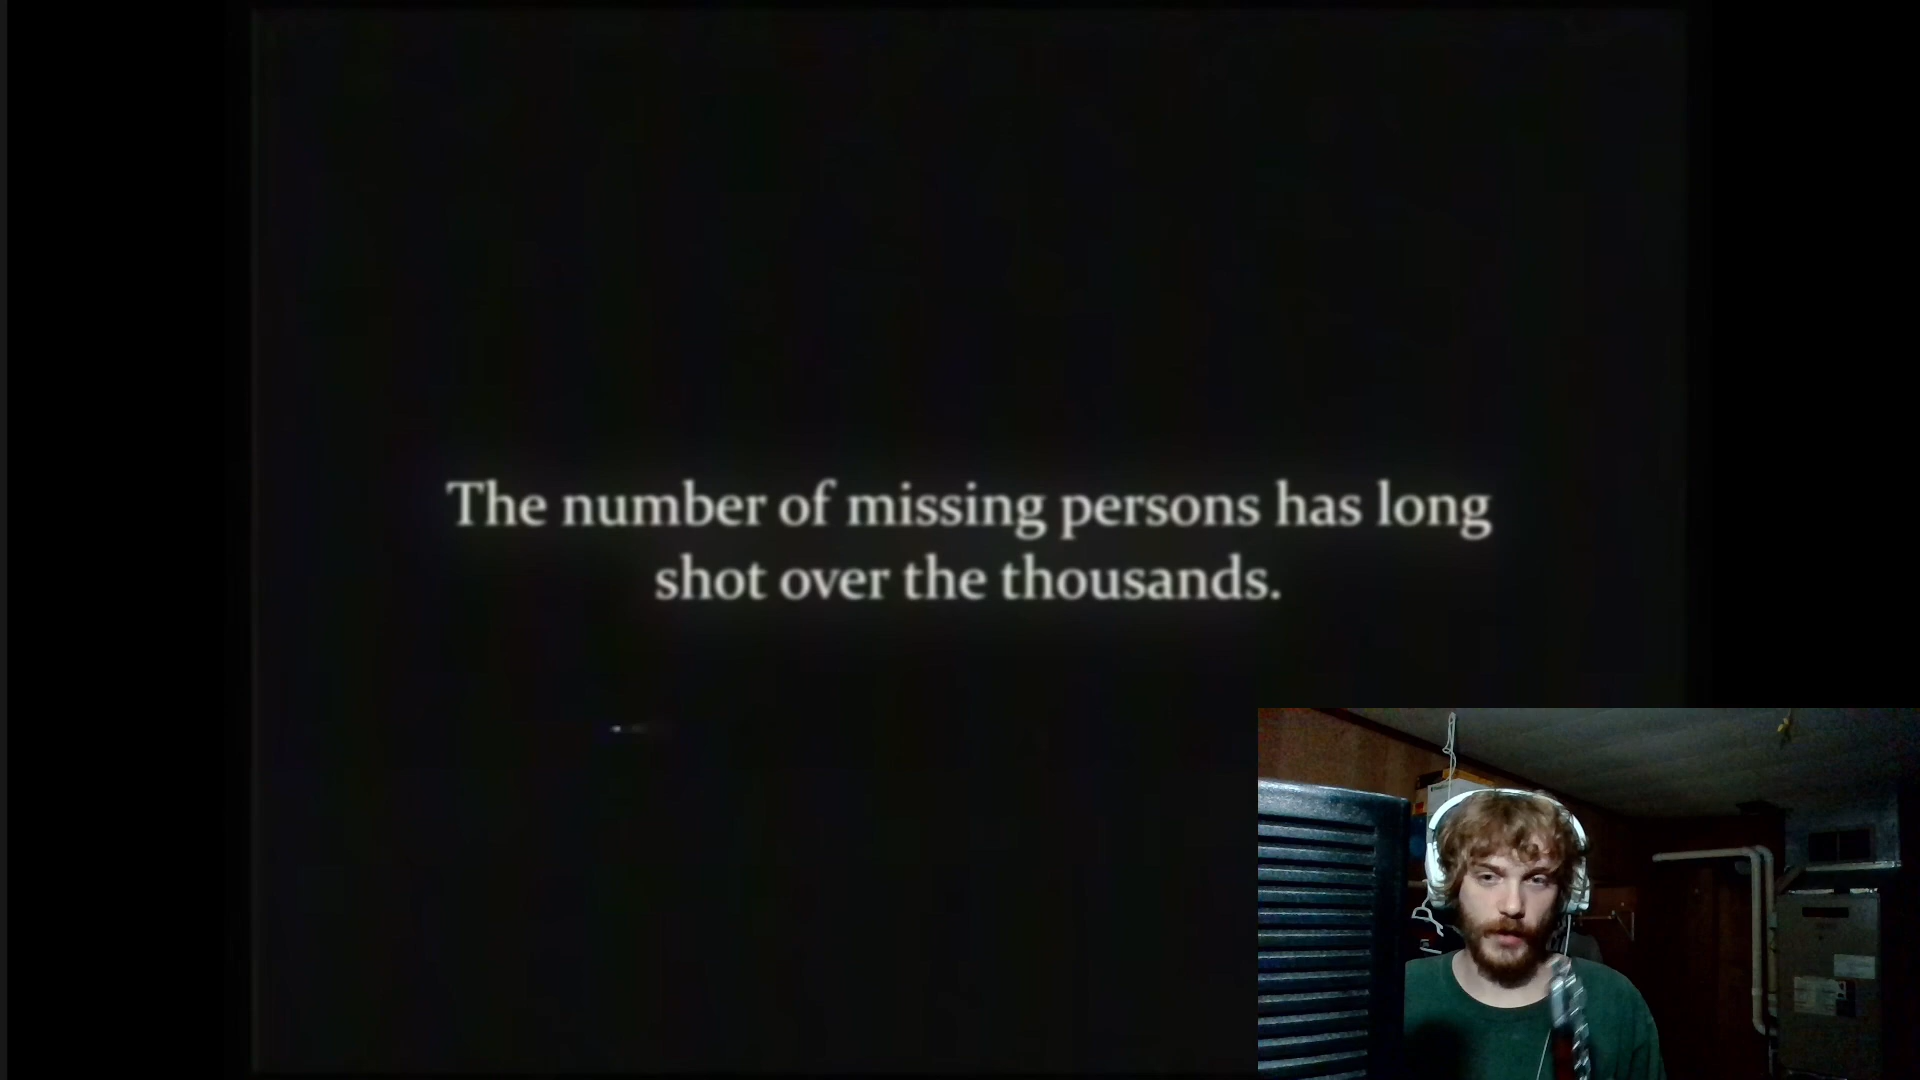 The number of missing persons has long
shot over the thousands.